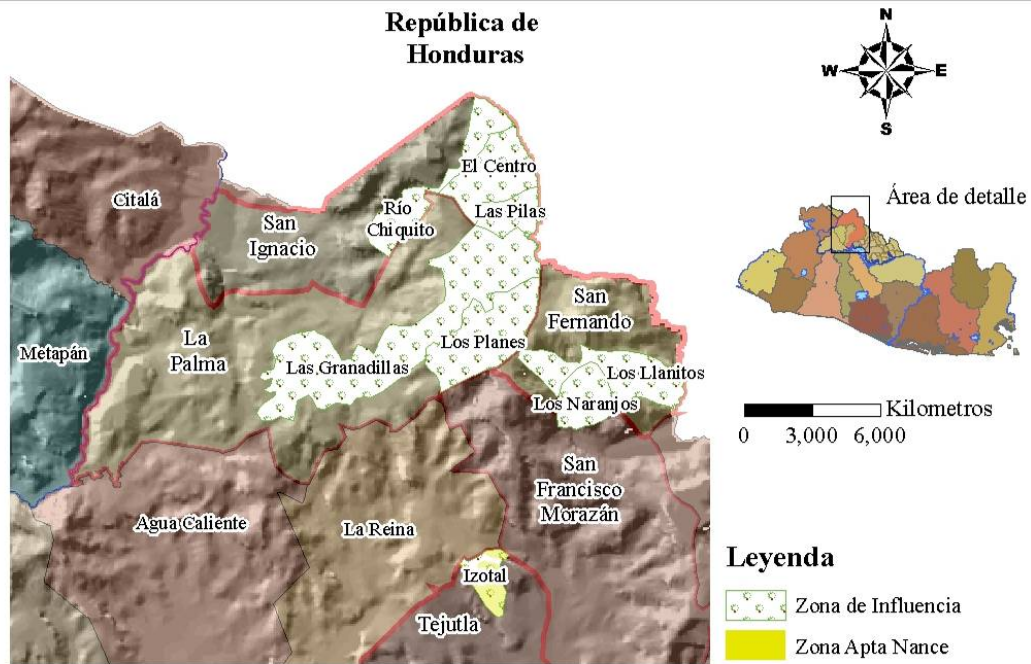 República de
Honduras
N
W
E
S
Área de detalle
Citalá
San
Ignacio
Río
Chiquito
El Centro
Las Pilas
Metapán
La
Palma
Las Granadillas
Los Planes
San
Fernando
Los Llanitos
Los Naranjos
Agua Caliente
La Reina
San
Francisco
Morazán
Izotal
Tejutla
Kilometros
0 3,000 6,000
Leyenda
Zona de Influencia
Zona Apta Nance